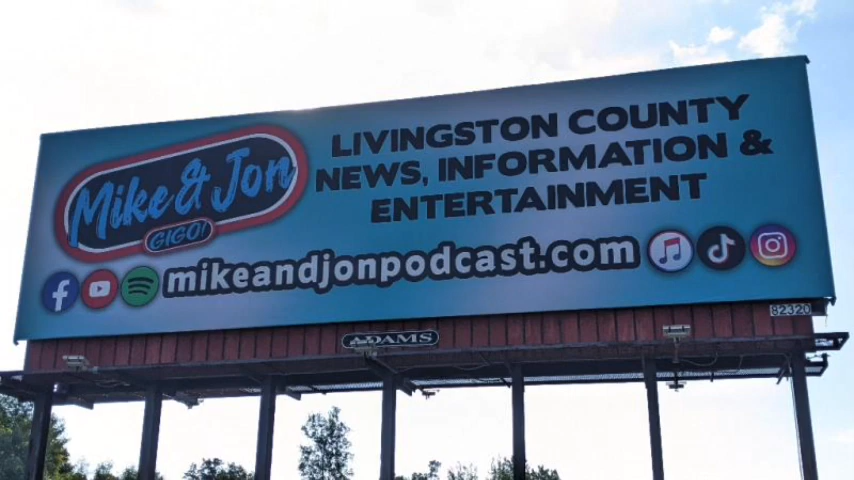 Mike & Jon
GIGO!
LIVINGSTON COUNTY
NEWS, INFORMATION &
ENTERTAINMENT
mikeandjonpodcast.com
82320
ADAMS